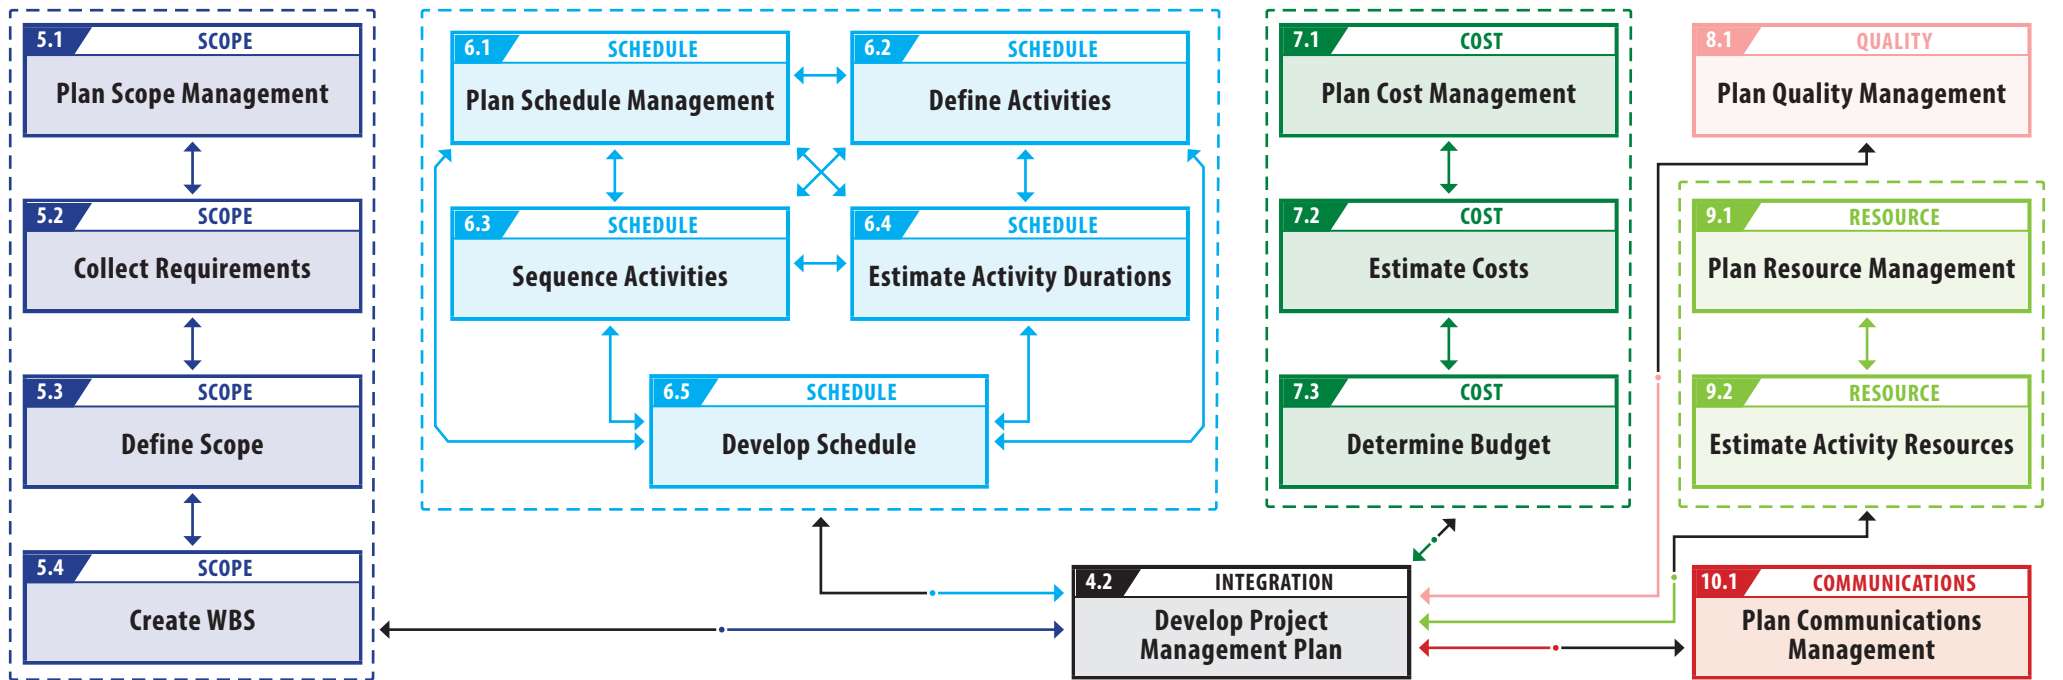 5.1 SCOPE
Plan Scope Management
5.2 SCOPE
Collect Requirements
5.3 SCOPE
Define Scope
5.4 SCOPE
Create WBS
6.1 SCHEDULE
Plan Schedule Management
6.2 SCHEDULE
Define Activities
6.3 SCHEDULE
Sequence Activities
6.4 SCHEDULE
Estimate Activity Durations
6.5 SCHEDULE
Develop Schedule
7.1 COST
Plan Cost Management
7.2 COST
Estimate Costs
7.3 COST
Determine Budget
4.2 INTEGRATION
Develop Project
Management Plan
8.1 QUALITY
Plan Quality Management
9.1 RESOURCE
Plan Resource Management
9.2 RESOURCE
Estimate Activity Resources
10.1 COMMUNICATIONS
Plan Communications
Management